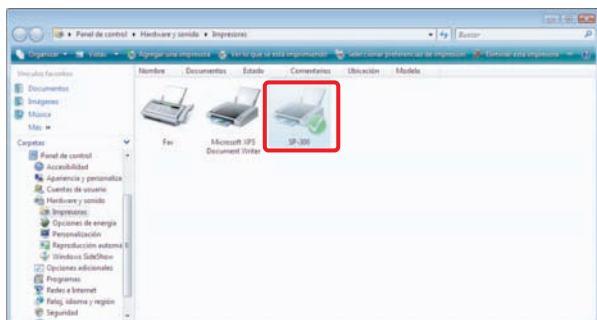 Panel de control ▸ Hardware y sonido ▸ Impresoras
Buscar
Organizar Vistas Agregar una impresora Ver lo que se está imprimiendo Seleccionar preferencias de impresión Eliminar esta impresora
Vínculos favoritos
Documentos
Imágenes
Música
Más »
Carpetas
Panel de control
Accesibilidad
Apariencia y personaliza
Cuentas de usuario
Hardware y sonido
Impresoras
Opciones de energía
Personalización
Reproducción automá
Windows SideShow
Opciones adicionales
Programas
Redes e Internet
Reloj, idioma y región
Seguridad
Nombre Documentos Estado Comentarios Ubicación Modelo
Fax
Microsoft XPS
Document Writer
SP-300